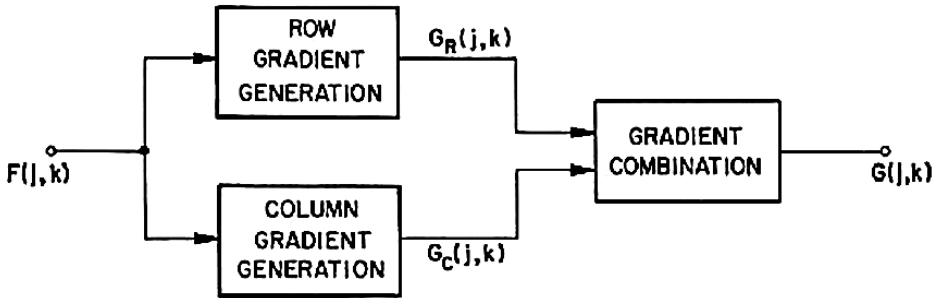 ROW
GRADIENT
GENERATION
G_R(j,k)
F(j,k)
GRADIENT
COMBINATION
G(j,k)
COLUMN
GRADIENT
GENERATION
G_C(j,k)